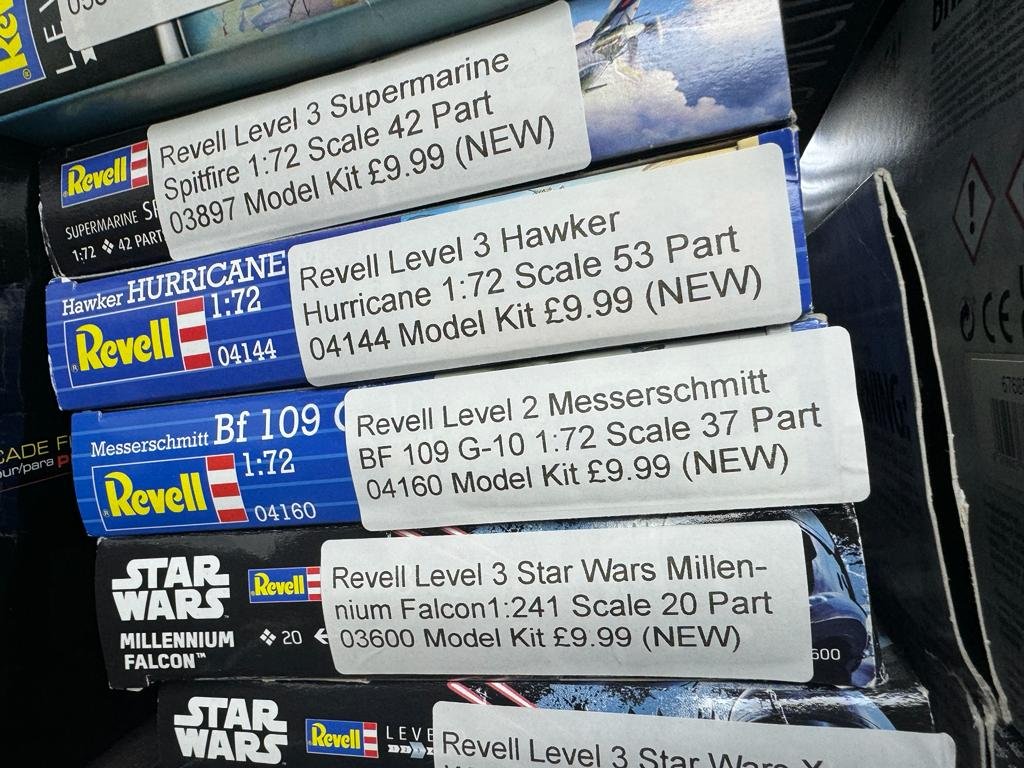 Revell Level 3 Supermarine
Spitfire 1:72 Scale 42 Part
03897 Model Kit £9.99 (NEW)
Revell
SUPERMARINE
1:72 ❖ 42 PART
Hawker HURRICANE
1:72
Revell
04144
Revell Level 3 Hawker
Hurricane 1:72 Scale 53 Part
04144 Model Kit £9.99 (NEW)
Messerschmitt Bf 109
1:72
Revell
04160
Revell Level 2 Messerschmitt
BF 109 G-10 1:72 Scale 37 Part
04160 Model Kit £9.99 (NEW)
STAR
WARS
MILLENNIUM
FALCON™
Revell
❖ 20
Revell Level 3 Star Wars Millen-
nium Falcon1:241 Scale 20 Part
03600 Model Kit £9.99 (NEW)
600
STAR
WARS
Revell
LEVE
Revell Level 3 Star Wars X
CE